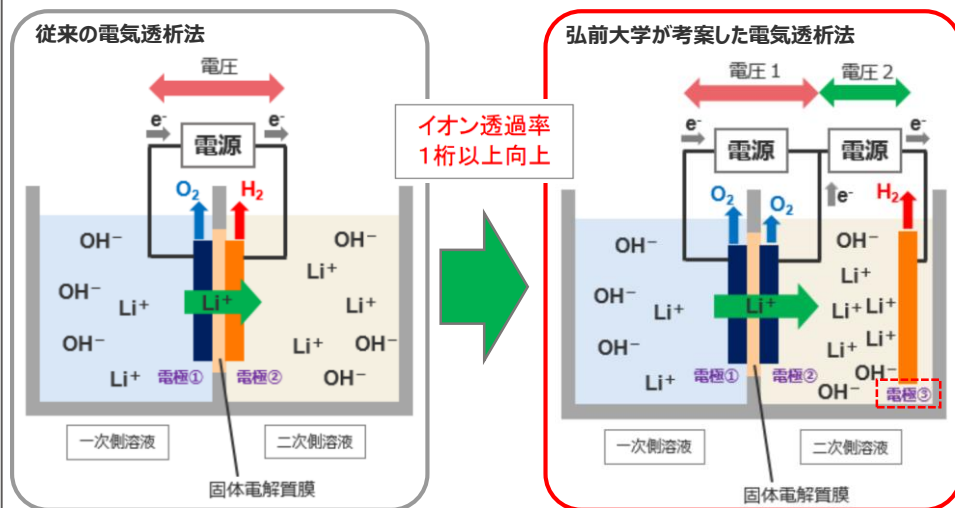 従来の電気透析法
電圧
e⁻
e⁻
電源
O₂
H₂
OH⁻
OH⁻
Li⁺
OH⁻
Li⁺
Li⁺
OH⁻
Li⁺
Li⁺
Li⁺
OH⁻
OH⁻
電極①
電極②
一次側溶液
二次側溶液
固体電解質膜
イオン透過率
1桁以上向上
弘前大学が考案した電気透析法
電圧1
電圧2
e⁻
e⁻
電源
電源
e⁻
O₂
O₂
H₂
OH⁻
OH⁻
Li⁺
OH⁻
Li⁺
Li⁺
OH⁻
Li⁺
Li⁺
Li⁺
Li⁺
Li⁺
Li⁺
OH⁻
OH⁻
電極①
電極②
電極③
一次側溶液
二次側溶液
固体電解質膜